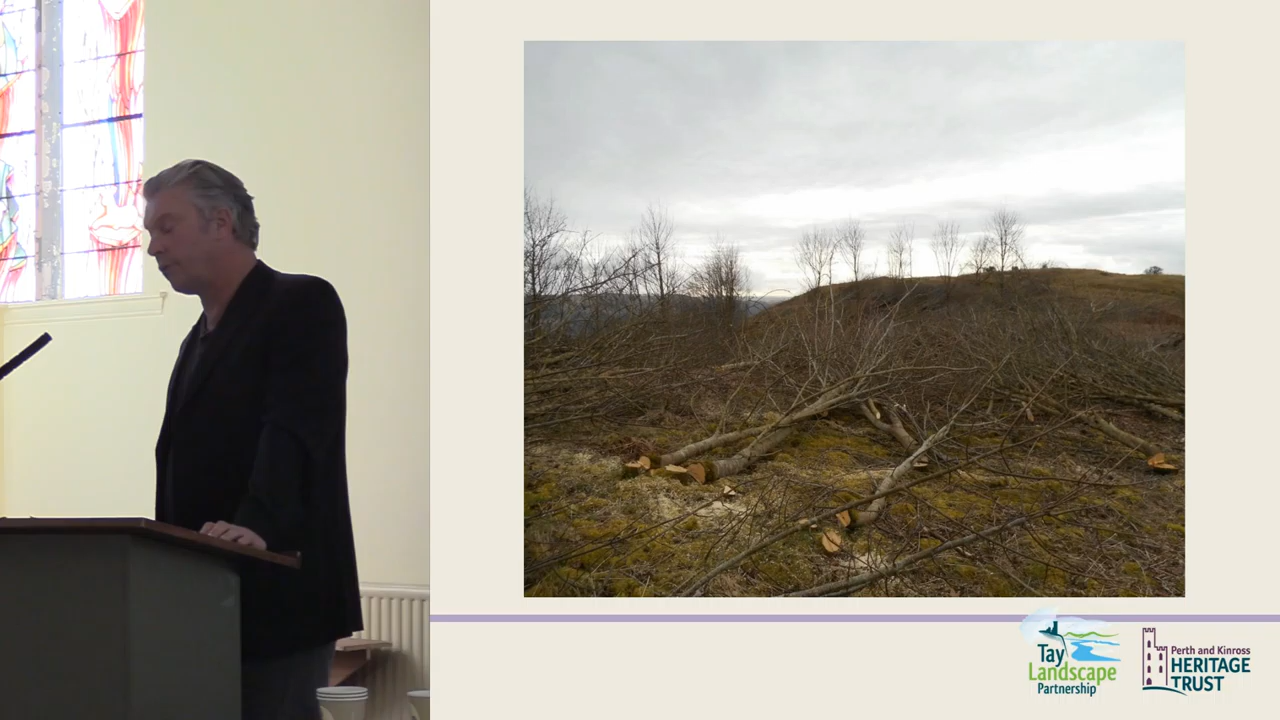 Tay
Landscape
Partnership
Perth and Kinross
HERITAGE
TRUST